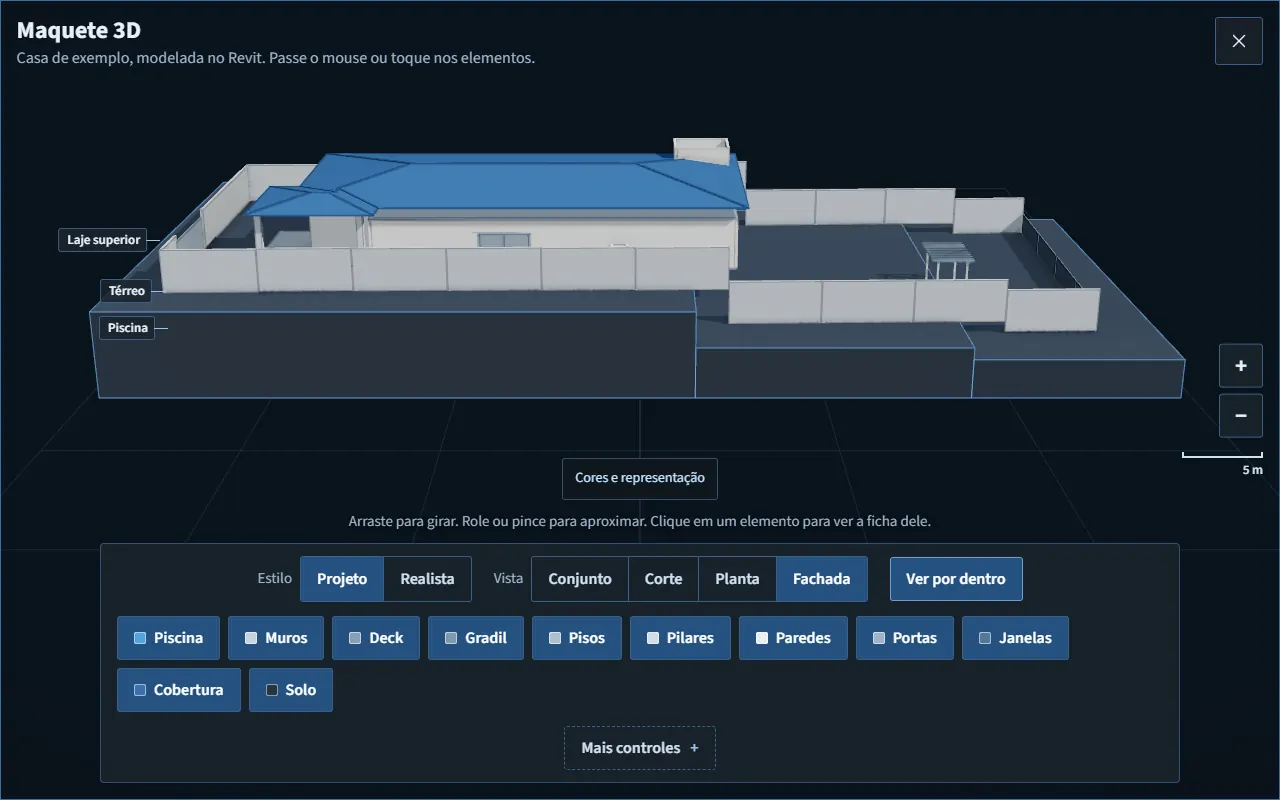 Maquete 3D
Casa de exemplo, modelada no Revit. Passe o mouse ou toque nos elementos.
Laje superior
Térreo
Piscina
+
−
5 m
Cores e representação
Arraste para girar. Role ou pince para aproximar. Clique em um elemento para ver a ficha dele.
Estilo Projeto Realista Vista Conjunto Corte Planta Fachada Ver por dentro
Piscina Muros Deck Gradil Pisos Pilares Paredes Portas Janelas
Cobertura Solo
Mais controles +